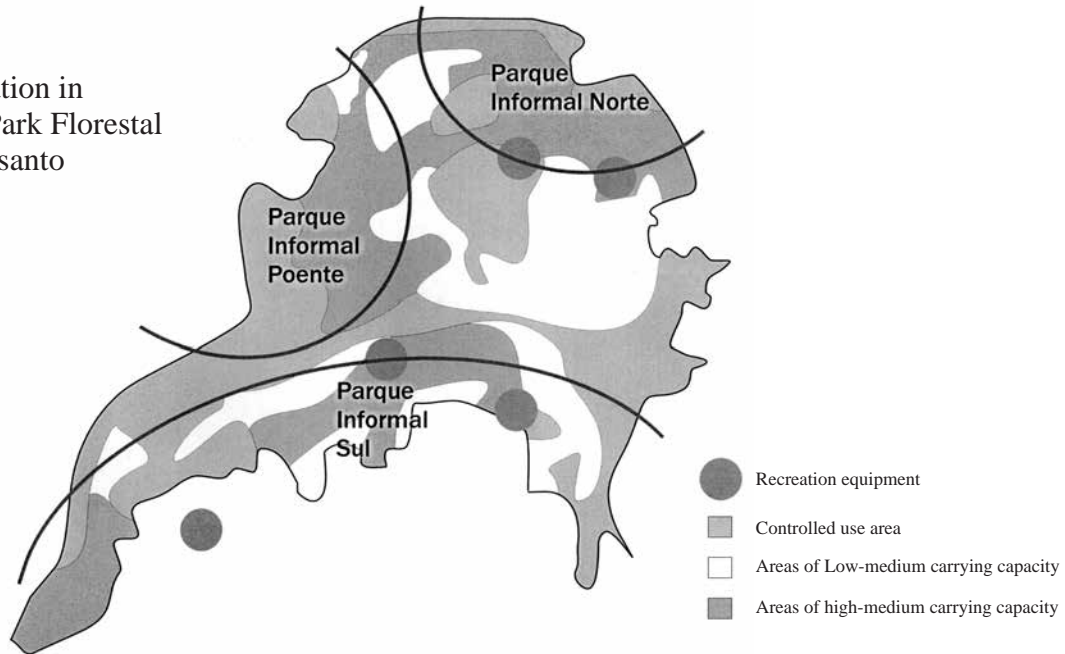 tion in
Park Florestal
santo
Parque
Informal Norte
Parque
Informal
Poente
Parque
Informal
Sul
Recreation equipment
Controlled use area
Areas of Low-medium carrying capacity
Areas of high-medium carrying capacity